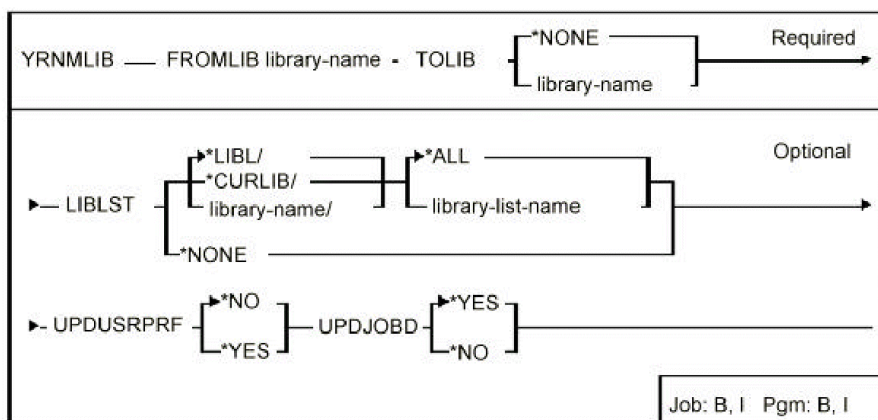 *NONE
Required
YRNMLIB FROMLIB library-name - TOLIB
library-name
*LIBL/
*ALL
Optional
*CURLIB/
LIBLST
library-name/
library-list-name
*NONE
*NO
*YES
UPDUSRPRF
UPDJOBD
*YES
*NO
Job: B, I Pgm: B, I